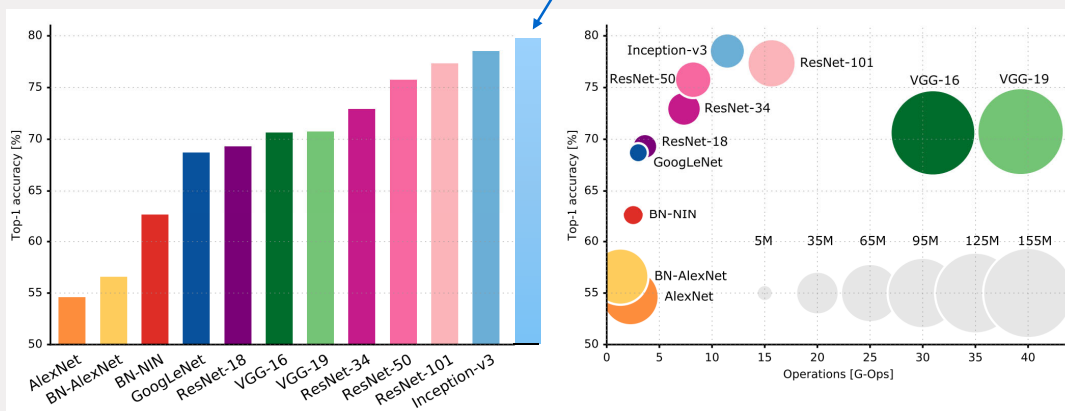 80
75
70
65
60
55
50
Top-1 accuracy [%]
AlexNet
BN-AlexNet
BN-NIN
GoogLeNet
ResNet-18
VGG-16
VGG-19
ResNet-34
ResNet-50
ResNet-101
Inception-v3
80
75
70
65
60
55
50
Top-1 accuracy [%]
Inception-v3
ResNet-101
ResNet-50
VGG-16
VGG-19
ResNet-34
ResNet-18
GoogLeNet
BN-NIN
5M
35M
65M
95M
125M
155M
BN-AlexNet
AlexNet
0
5
10
15
20
25
30
35
40
Operations [G-Ops]